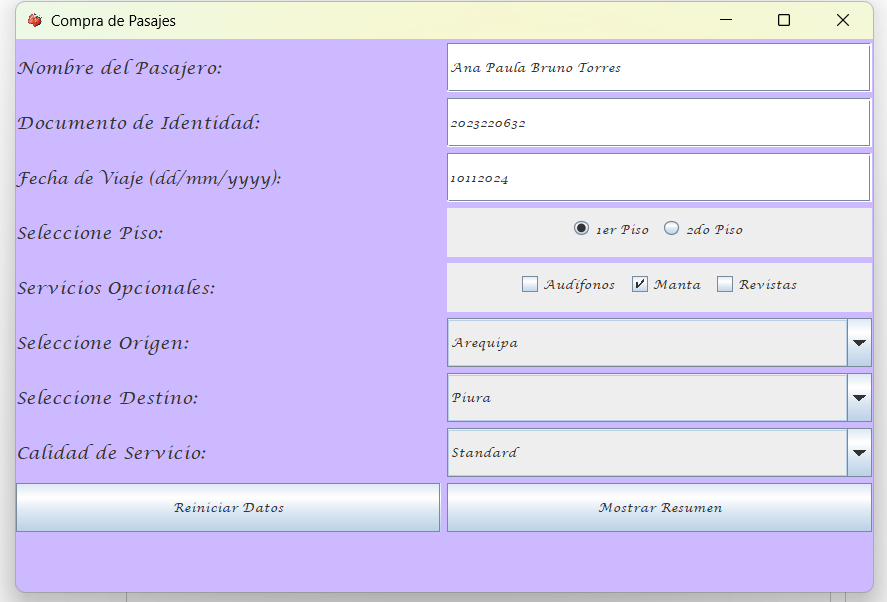 Compra de Pasajes
Nombre del Pasajero: Ana Paula Bruno Torres
Documento de Identidad: 2023220632
Fecha de Viaje (dd/mm/yyyy): 10112024
Seleccione Piso: 1er Piso 2do Piso
Servicios Opcionales: Audífonos Manta Revistas
Seleccione Origen: Arequipa
Seleccione Destino: Piura
Calidad de Servicio: Standard
Reiniciar Datos Mostrar Resumen